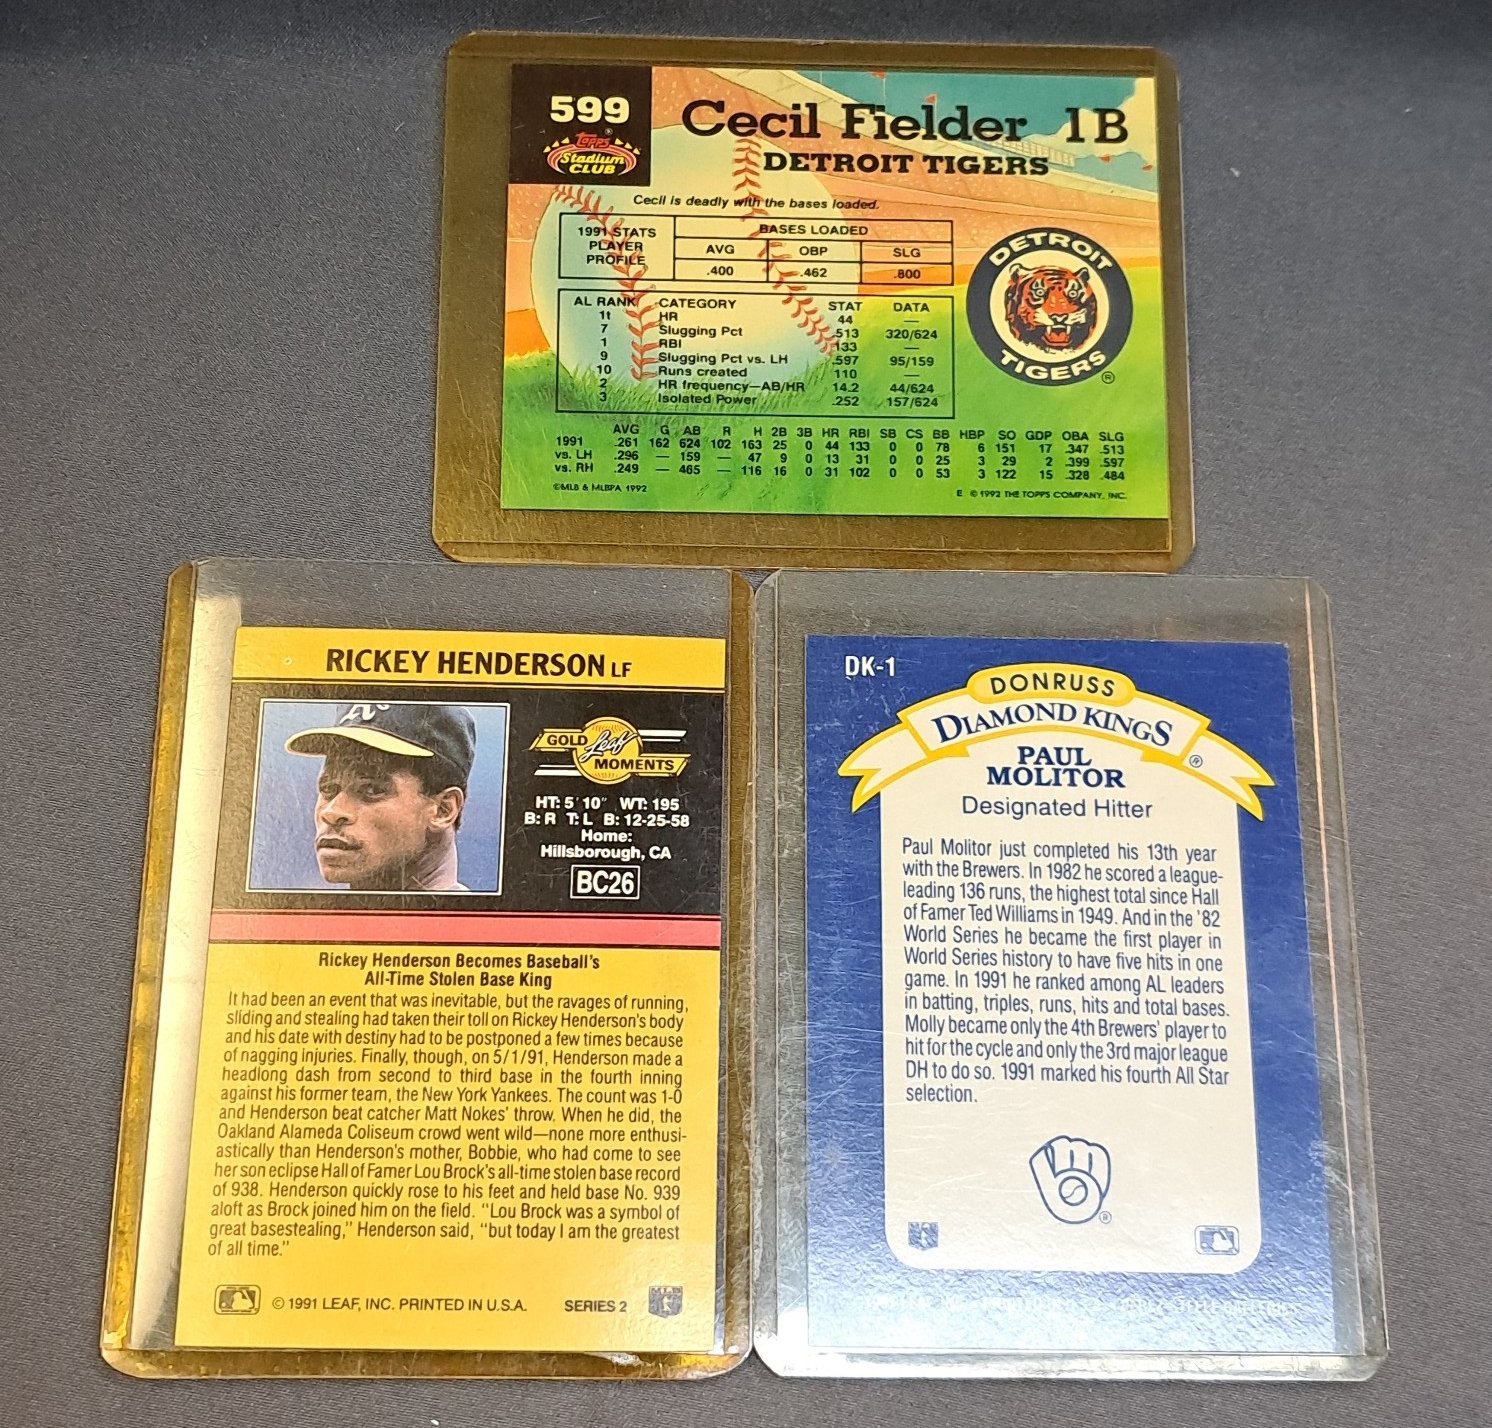 599
Topps
®
Stadium
CLUB
Cecil Fielder 1B
DETROIT TIGERS
Cecil is deadly with the bases loaded.
1991 STATS
PLAYER
PROFILE
BASES LOADED
AVG OBP SLG
.400 .462 .800
AL RANK CATEGORY STAT DATA
1t HR 44 —
7 Slugging Pct .513 320/624
1 RBI 133 —
9 Slugging Pct vs. LH .597 95/159
10 Runs created 110 —
2 HR frequency—AB/HR 14.2 44/624
3 Isolated Power .252 157/624
DETROIT
TIGERS
®
AVG G AB R H 2B 3B HR RBI SB CS BB HBP SO GDP OBA SLG
1991 .261 162 624 102 163 25 0 44 133 0 0 78 6 151 17 .347 .513
vs. LH .296 — 159 — 47 9 0 13 31 0 0 25 3 29 2 .399 .597
vs. RH .249 — 465 — 116 16 0 31 102 0 0 53 3 122 15 .328 .484
©MLB & MLBPA 1992
E © 1992 THE TOPPS COMPANY, INC.
RICKEY HENDERSON LF
A's
GOLD Leaf MOMENTS
HT: 5' 10" WT: 195
B: R T: L B: 12-25-58
Home:
Hillsborough, CA
BC26
Rickey Henderson Becomes Baseball's
All-Time Stolen Base King
It had been an event that was inevitable, but the ravages of running,
sliding and stealing had taken their toll on Rickey Henderson's body
and his date with destiny had to be postponed a few times because
of nagging injuries. Finally, though, on 5/1/91, Henderson made a
headlong dash from second to third base in the fourth inning
against his former team, the New York Yankees. The count was 1-0
and Henderson beat catcher Matt Nokes' throw. When he did, the
Oakland Alameda Coliseum crowd went wild—none more enthusi-
astically than Henderson's mother, Bobbie, who had come to see
her son eclipse Hall of Famer Lou Brock's all-time stolen base record
of 938. Henderson quickly rose to his feet and held base No. 939
aloft as Brock joined him on the field. "Lou Brock was a symbol of
great basestealing," Henderson said, "but today I am the greatest
of all time."
© 1991 LEAF, INC. PRINTED IN U.S.A. SERIES 2
DK-1
DONRUSS
DIAMOND KINGS
®
PAUL
MOLITOR
Designated Hitter
Paul Molitor just completed his 13th year
with the Brewers. In 1982 he scored a league-
leading 136 runs, the highest total since Hall
of Famer Ted Williams in 1949. And in the '82
World Series he became the first player in
World Series history to have five hits in one
game. In 1991 he ranked among AL leaders
in batting, triples, runs, hits and total bases.
Molly became only the 4th Brewers' player to
hit for the cycle and only the 3rd major league
DH to do so. 1991 marked his fourth All Star
selection.
®